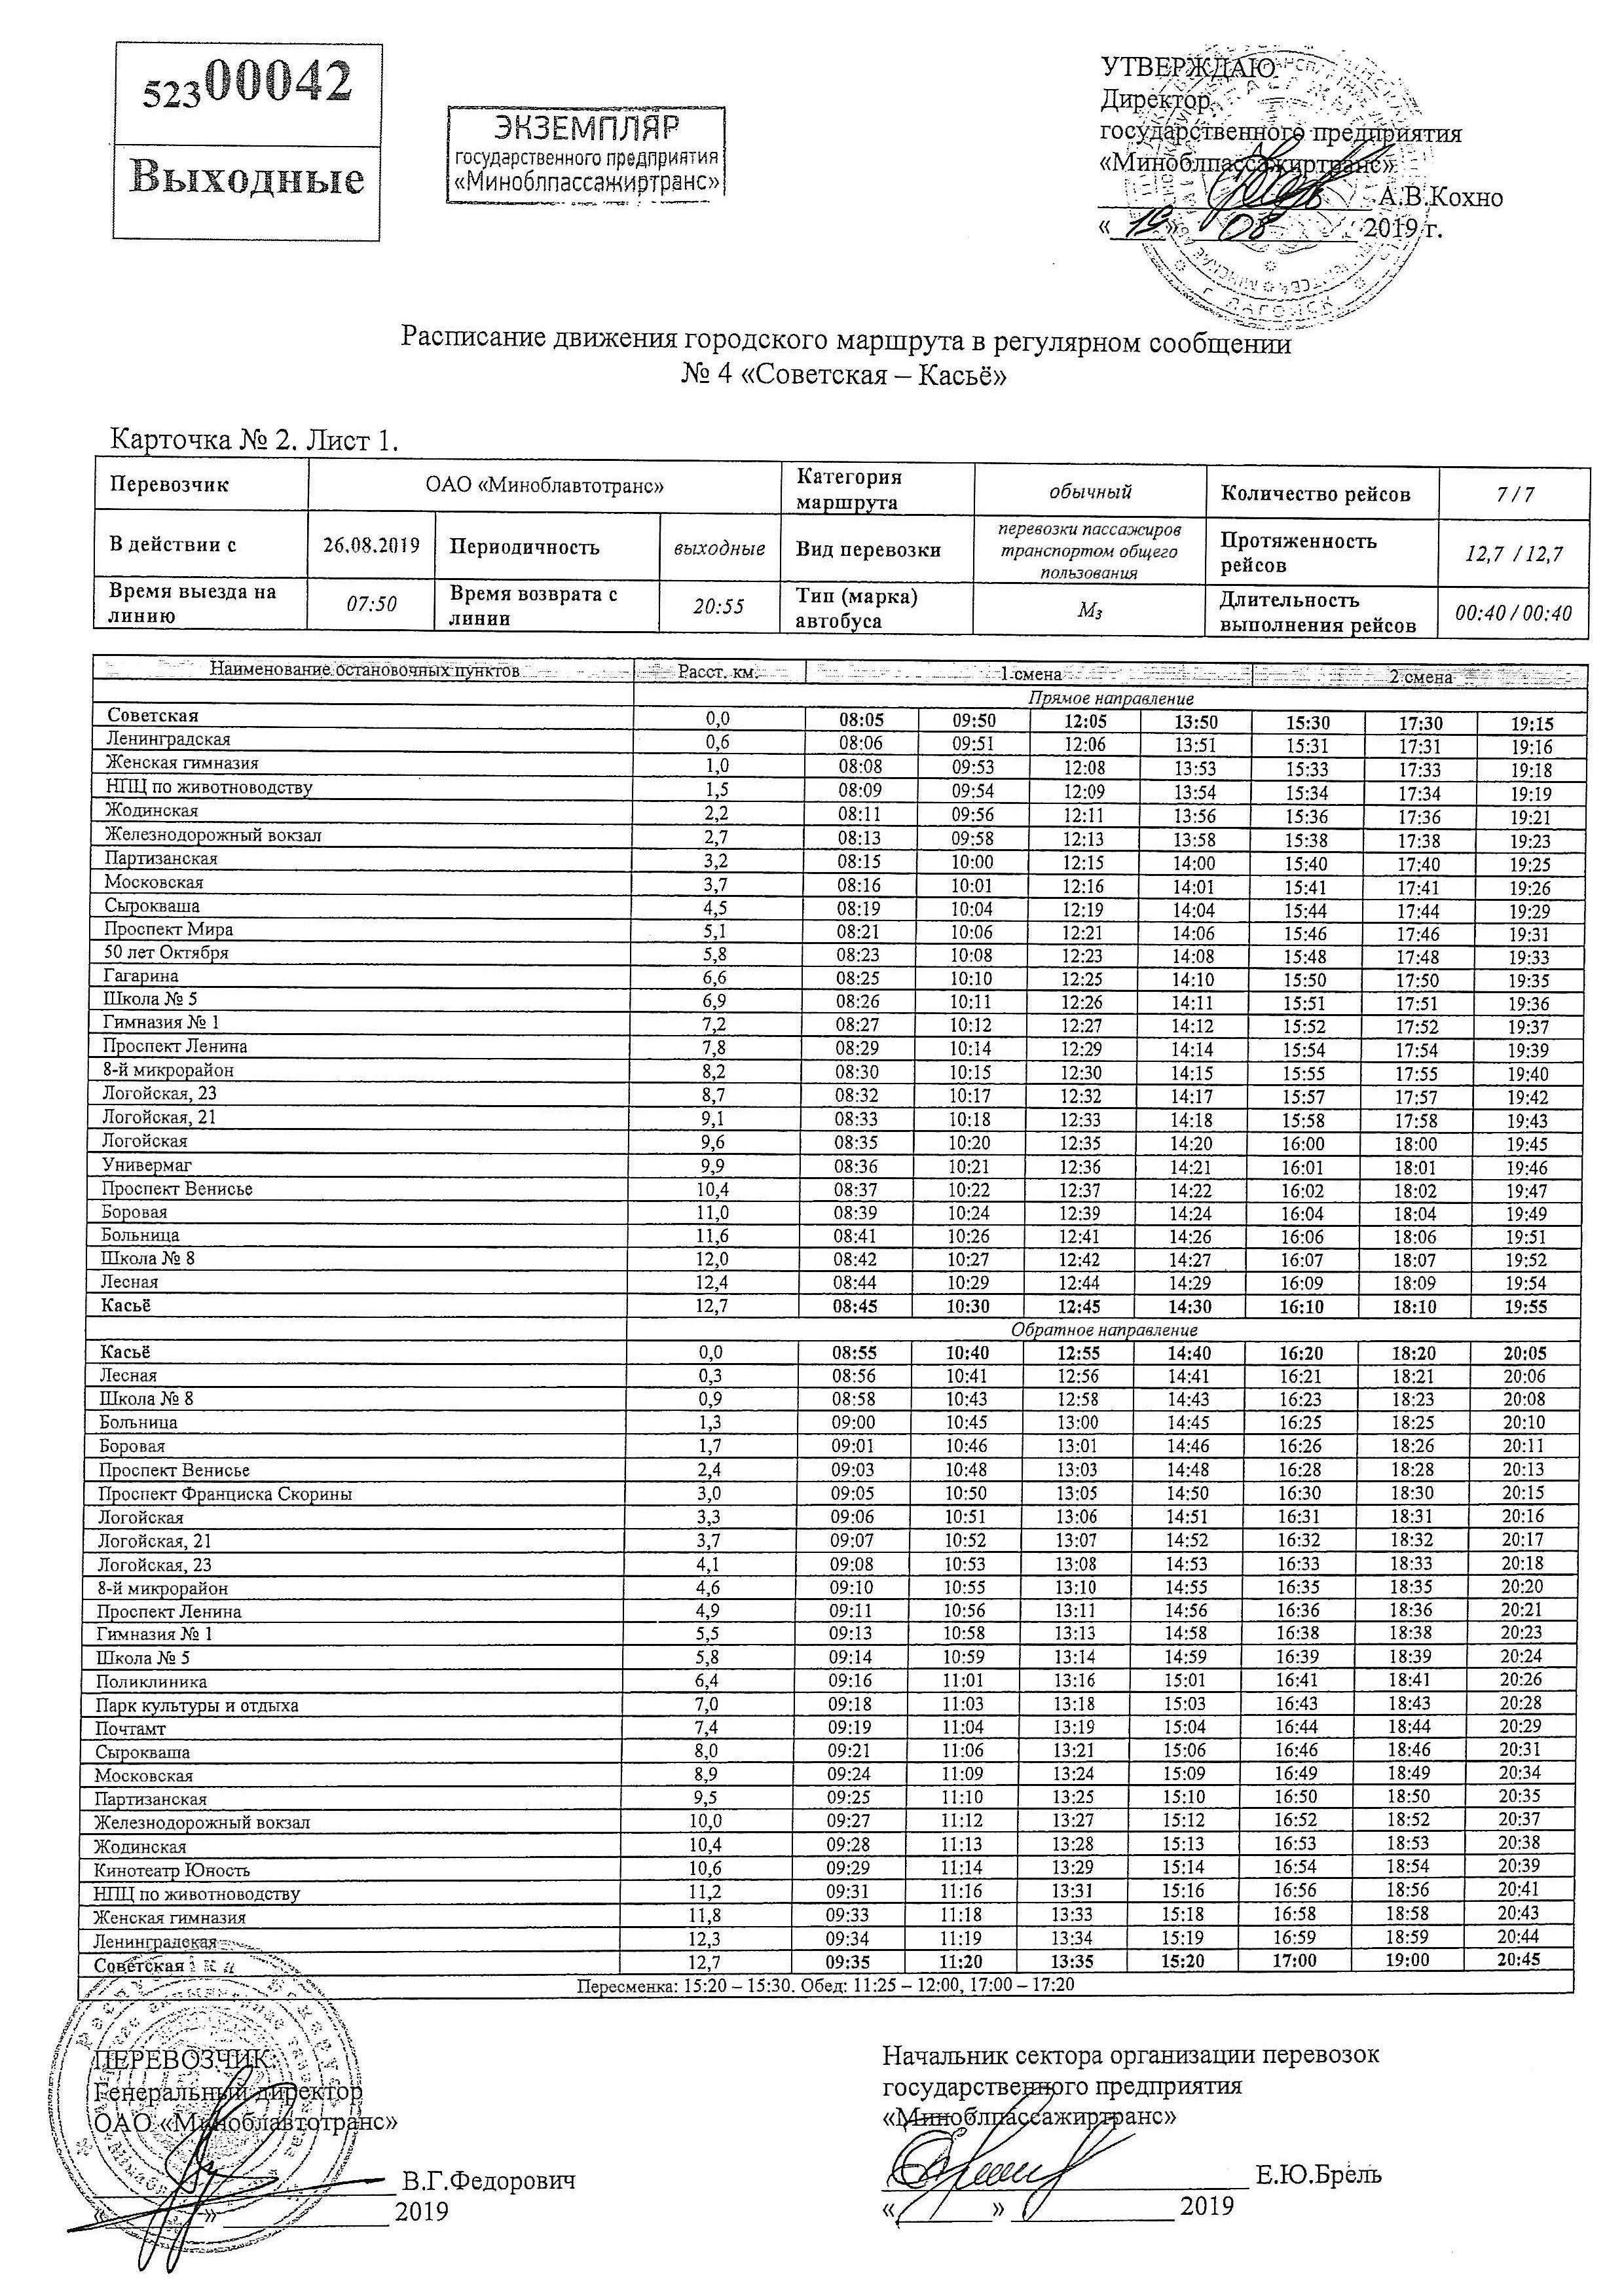 52300042
Выходные
ЭКЗЕМПЛЯР
государственного предприятия
«Миноблпассажиртранс»
УТВЕРЖДАЮ
Директор
государственного предприятия
«Миноблпассажиртранс»
А.В.Кохно
« 19 » 08 2019 г.
Расписание движения городского маршрута в регулярном сообщении
№ 4 «Советская – Касьё»
Карточка № 2. Лист 1.
Перевозчик ОАО «Миноблавтотранс» Категория маршрута обычный Количество рейсов 7 / 7
В действии с 26.08.2019 Периодичность выходные Вид перевозки перевозки пассажиров транспортом общего пользования Протяженность рейсов 12,7 / 12,7
Время выезда на линию 07:50 Время возврата с линии 20:55 Тип (марка) автобуса М3 Длительность выполнения рейсов 00:40 / 00:40
Наименование остановочных пунктов Расст. км. 1 смена 2 смена
Прямое направление
Советская 0,0 08:05 09:50 12:05 13:50 15:30 17:30 19:15
Ленинградская 0,6 08:06 09:51 12:06 13:51 15:31 17:31 19:16
Женская гимназия 1,0 08:08 09:53 12:08 13:53 15:33 17:33 19:18
НПЦ по животноводству 1,5 08:09 09:54 12:09 13:54 15:34 17:34 19:19
Жодинская 2,2 08:11 09:56 12:11 13:56 15:36 17:36 19:21
Железнодорожный вокзал 2,7 08:13 09:58 12:13 13:58 15:38 17:38 19:23
Партизанская 3,2 08:15 10:00 12:15 14:00 15:40 17:40 19:25
Московская 3,7 08:16 10:01 12:16 14:01 15:41 17:41 19:26
Сырокваша 4,5 08:19 10:04 12:19 14:04 15:44 17:44 19:29
Проспект Мира 5,1 08:21 10:06 12:21 14:06 15:46 17:46 19:31
50 лет Октября 5,8 08:23 10:08 12:23 14:08 15:48 17:48 19:33
Гагарина 6,6 08:25 10:10 12:25 14:10 15:50 17:50 19:35
Школа № 5 6,9 08:26 10:11 12:26 14:11 15:51 17:51 19:36
Гимназия № 1 7,2 08:27 10:12 12:27 14:12 15:52 17:52 19:37
Проспект Ленина 7,8 08:29 10:14 12:29 14:14 15:54 17:54 19:39
8-й микрорайон 8,2 08:30 10:15 12:30 14:15 15:55 17:55 19:40
Логойская, 23 8,7 08:32 10:17 12:32 14:17 15:57 17:57 19:42
Логойская, 21 9,1 08:33 10:18 12:33 14:18 15:58 17:58 19:43
Логойская 9,6 08:35 10:20 12:35 14:20 16:00 18:00 19:45
Универмаг 9,9 08:36 10:21 12:36 14:21 16:01 18:01 19:46
Проспект Венисье 10,4 08:37 10:22 12:37 14:22 16:02 18:02 19:47
Боровая 11,0 08:39 10:24 12:39 14:24 16:04 18:04 19:49
Больница 11,6 08:41 10:26 12:41 14:26 16:06 18:06 19:51
Школа № 8 12,0 08:42 10:27 12:42 14:27 16:07 18:07 19:52
Лесная 12,4 08:44 10:29 12:44 14:29 16:09 18:09 19:54
Касьё 12,7 08:45 10:30 12:45 14:30 16:10 18:10 19:55
Обратное направление
Касьё 0,0 08:55 10:40 12:55 14:40 16:20 18:20 20:05
Лесная 0,3 08:56 10:41 12:56 14:41 16:21 18:21 20:06
Школа № 8 0,9 08:58 10:43 12:58 14:43 16:23 18:23 20:08
Больница 1,3 09:00 10:45 13:00 14:45 16:25 18:25 20:10
Боровая 1,7 09:01 10:46 13:01 14:46 16:26 18:26 20:11
Проспект Венисье 2,4 09:03 10:48 13:03 14:48 16:28 18:28 20:13
Проспект Франциска Скорины 3,0 09:05 10:50 13:05 14:50 16:30 18:30 20:15
Логойская 3,3 09:06 10:51 13:06 14:51 16:31 18:31 20:16
Логойская, 21 3,7 09:07 10:52 13:07 14:52 16:32 18:32 20:17
Логойская, 23 4,1 09:08 10:53 13:08 14:53 16:33 18:33 20:18
8-й микрорайон 4,6 09:10 10:55 13:10 14:55 16:35 18:35 20:20
Проспект Ленина 4,9 09:11 10:56 13:11 14:56 16:36 18:36 20:21
Гимназия № 1 5,5 09:13 10:58 13:13 14:58 16:38 18:38 20:23
Школа № 5 5,8 09:14 10:59 13:14 14:59 16:39 18:39 20:24
Поликлиника 6,4 09:16 11:01 13:16 15:01 16:41 18:41 20:26
Парк культуры и отдыха 7,0 09:18 11:03 13:18 15:03 16:43 18:43 20:28
Почтамт 7,4 09:19 11:04 13:19 15:04 16:44 18:44 20:29
Сырокваша 8,0 09:21 11:06 13:21 15:06 16:46 18:46 20:31
Московская 8,9 09:24 11:09 13:24 15:09 16:49 18:49 20:34
Партизанская 9,5 09:25 11:10 13:25 15:10 16:50 18:50 20:35
Железнодорожный вокзал 10,0 09:27 11:12 13:27 15:12 16:52 18:52 20:37
Жодинская 10,4 09:28 11:13 13:28 15:13 16:53 18:53 20:38
Кинотеатр Юность 10,6 09:29 11:14 13:29 15:14 16:54 18:54 20:39
НПЦ по животноводству 11,2 09:31 11:16 13:31 15:16 16:56 18:56 20:41
Женская гимназия 11,8 09:33 11:18 13:33 15:18 16:58 18:58 20:43
Ленинградская 12,3 09:34 11:19 13:34 15:19 16:59 18:59 20:44
Советская 12,7 09:35 11:20 13:35 15:20 17:00 19:00 20:45
Пересменка: 15:20 – 15:30. Обед: 11:25 – 12:00, 17:00 – 17:20
ПЕРЕВОЗЧИК:
Генеральный директор
ОАО «Миноблавтотранс»
В.Г.Федорович
« » 2019
Начальник сектора организации перевозок
государственного предприятия
«Миноблпассажиртранс»
Е.Ю.Брель
« » 2019